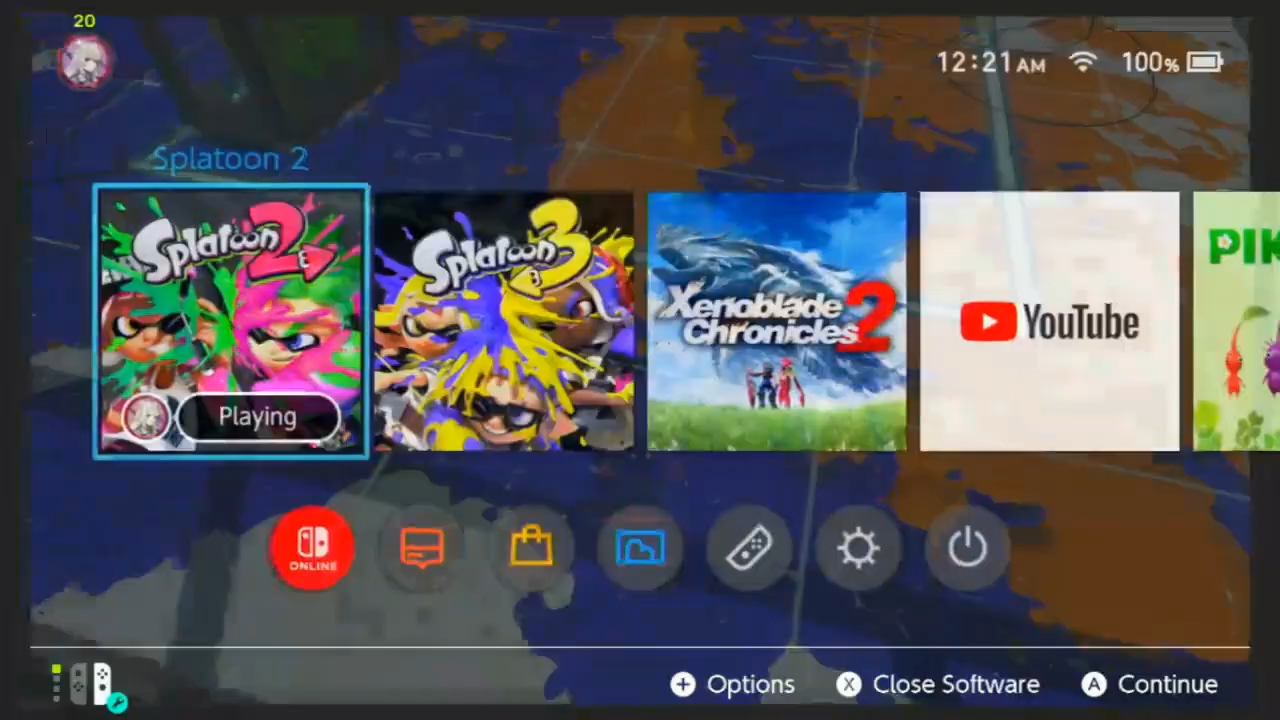 20
12:21 AM 100%
Splatoon 2
Splatoon 2
Splatoon 3
Xenoblade
Chronicles 2
YouTube
PIK
Playing
ONLINE
+ Options X Close Software A Continue